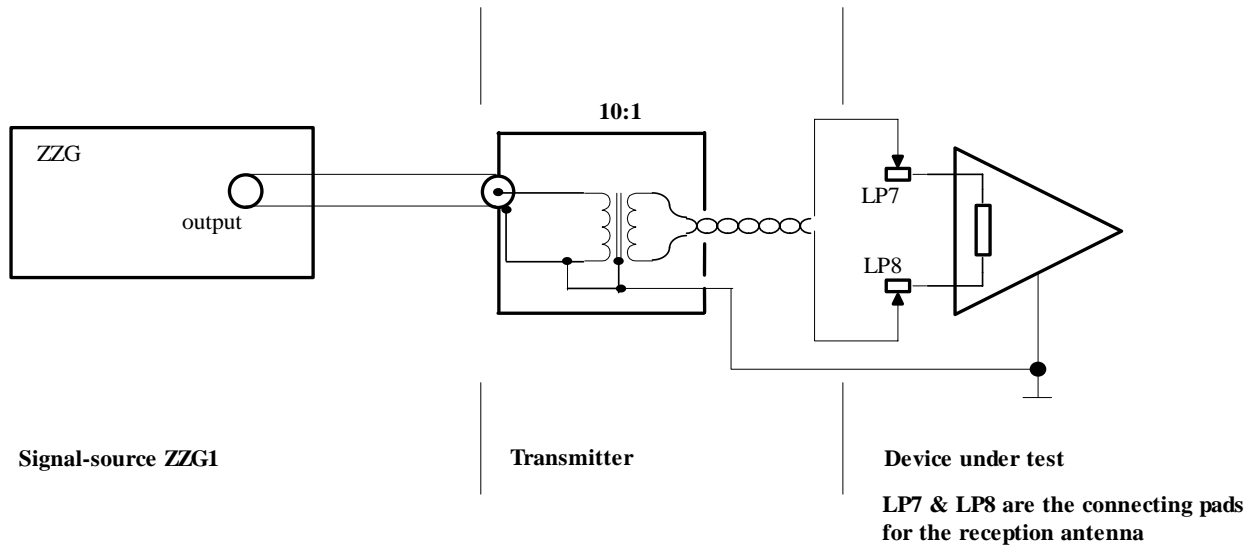 10:1
ZZG
output
LP7
LP8
Signal-source ZZG1
Transmitter
Device under test
LP7 & LP8 are the connecting pads
for the reception antenna